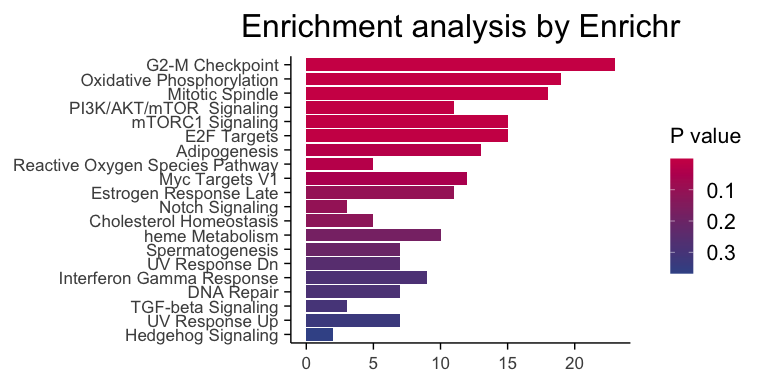 Enrichment analysis by Enrichr
G2-M Checkpoint
Oxidative Phosphorylation
Mitotic Spindle
PI3K/AKT/mTOR  Signaling
mTORC1 Signaling
E2F Targets
Adipogenesis
Reactive Oxygen Species Pathway
Myc Targets V1
Estrogen Response Late
Notch Signaling
Cholesterol Homeostasis
heme Metabolism
Spermatogenesis
UV Response Dn
Interferon Gamma Response
DNA Repair
TGF-beta Signaling
UV Response Up
Hedgehog Signaling
0 5 10 15 20
P value
0.1
0.2
0.3